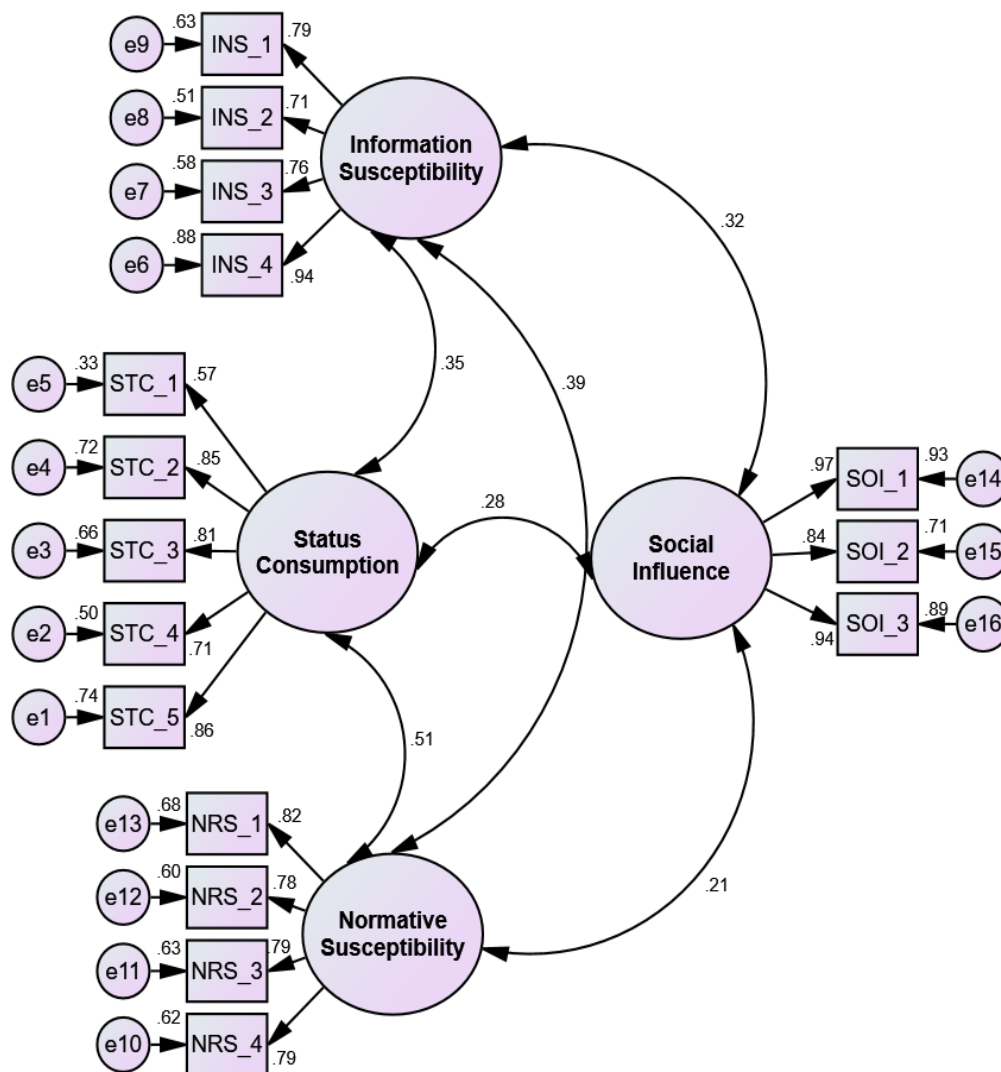 e9 .63 INS_1 .79
e8 .51 INS_2 .71
e7 .58 INS_3 .76
e6 .88 INS_4 .94
Information
Susceptibility
.32
.35
.39
e5 .33 STC_1 .57
e4 .72 STC_2 .85
e3 .66 STC_3 .81
e2 .50 STC_4 .71
e1 .74 STC_5 .86
Status
Consumption
.28
Social
Influence
.97 SOI_1 .93 e14
.84 SOI_2 .71 e15
.94 SOI_3 .89 e16
.51
.21
e13 .68 NRS_1 .82
e12 .60 NRS_2 .78
e11 .63 NRS_3 .79
e10 .62 NRS_4 .79
Normative
Susceptibility